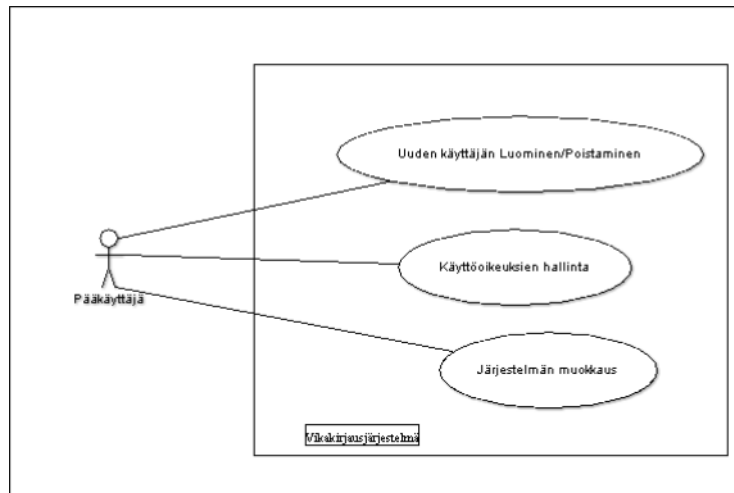 Uuden käyttäjän Luominen/Poistaminen
Käyttöoikeuksien hallinta
Pääkäyttäjä
Järjestelmän muokkaus
Vikakirjausjärjestelmä